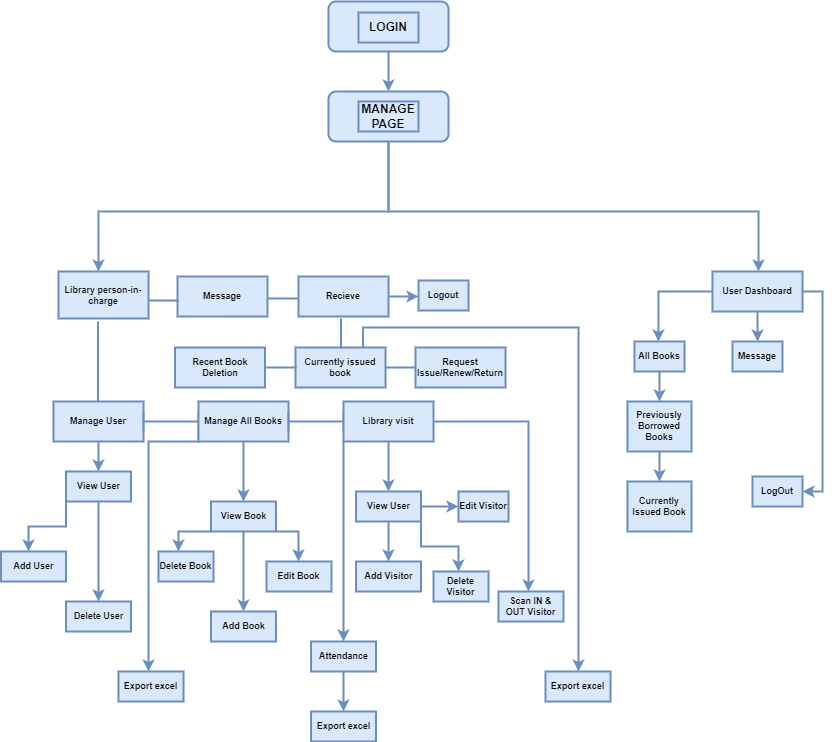 LOGIN
MANAGE
PAGE
Library person-in-
charge
Message
Recieve
Logout
User Dashboard
Recent Book
Deletion
Currently issued
book
Request
Issue/Renew/Return
All Books
Message
Manage User
Manage All Books
Library visit
Previously
Borrowed
Books
View User
View Book
View User
Edit Visitor
LogOut
Currently
Issued Book
Add User
Delete Book
Edit Book
Add Visitor
Delete
Visitor
Delete User
Add Book
Scan IN &
OUT Visitor
Attendance
Export excel
Export excel
Export excel